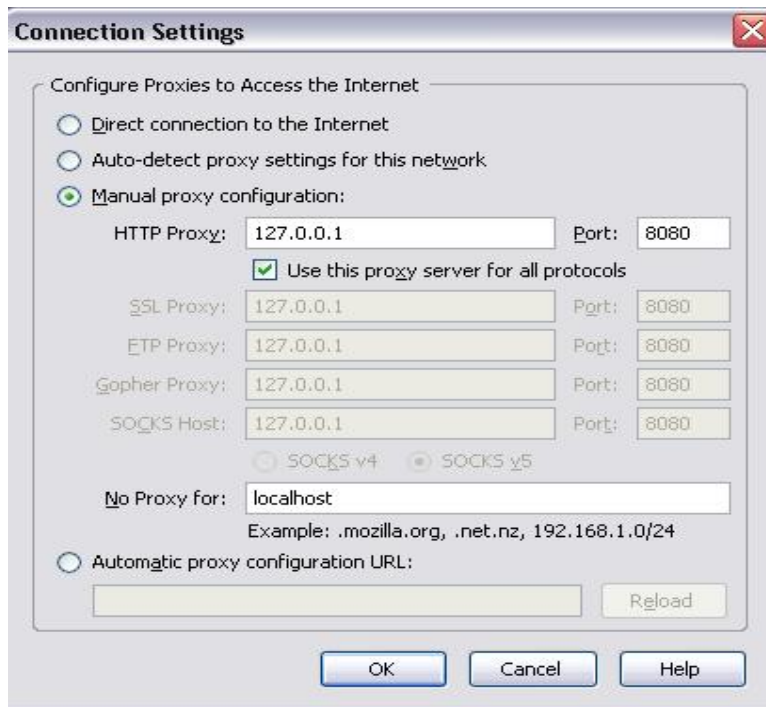 Connection Settings
Configure Proxies to Access the Internet
Direct connection to the Internet
Auto-detect proxy settings for this network
Manual proxy configuration:
HTTP Proxy: 127.0.0.1 Port: 8080
Use this proxy server for all protocols
SSL Proxy: 127.0.0.1 Port: 8080
FTP Proxy: 127.0.0.1 Port: 8080
Gopher Proxy: 127.0.0.1 Port: 8080
SOCKS Host: 127.0.0.1 Port: 8080
SOCKS v4 SOCKS v5
No Proxy for: localhost
Example: .mozilla.org, .net.nz, 192.168.1.0/24
Automatic proxy configuration URL:
Reload
OK Cancel Help